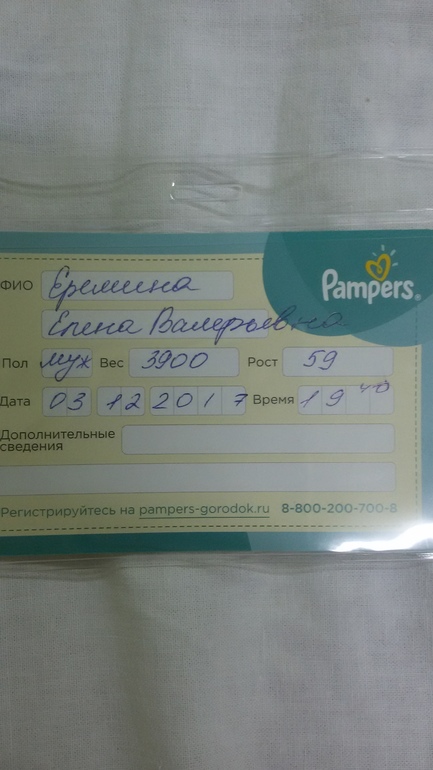 Pampers®
ФИО Еремина
Елена Валерьевна
Пол муж Вес 3900 Рост 59
Дата 03 12 2017 Время 19 40
Дополнительные
сведения
Регистрируйтесь на pampers-gorodok.ru 8-800-200-700-8